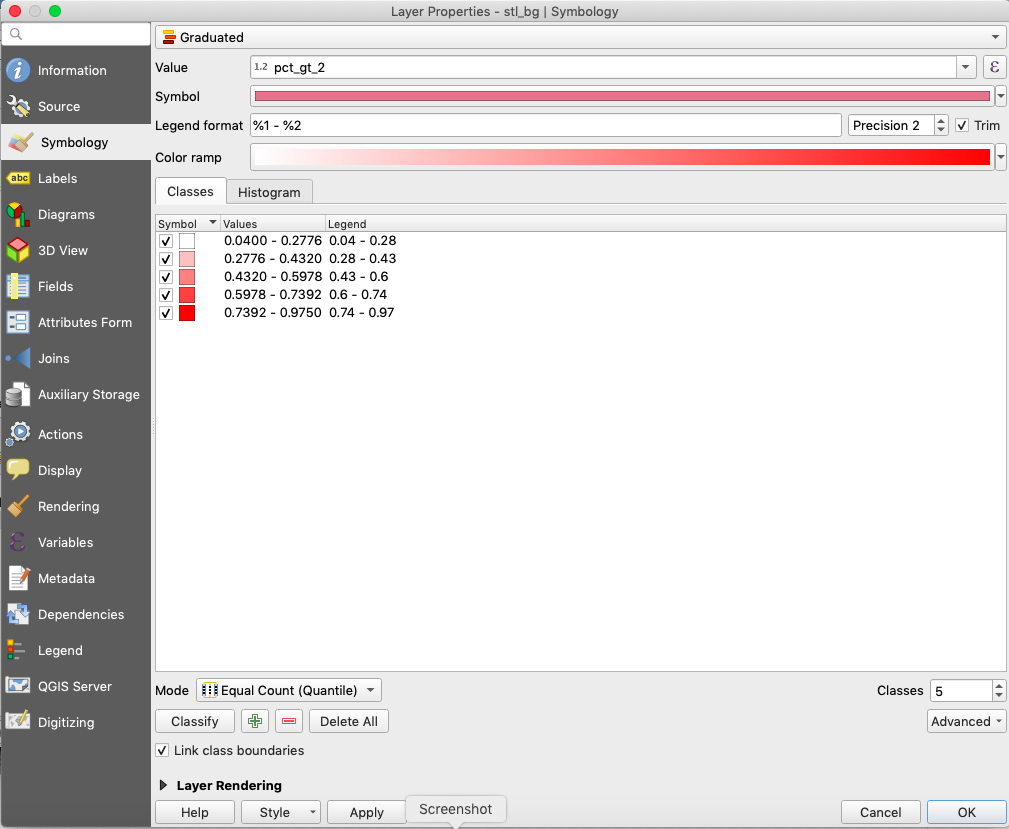 Layer Properties - stl_bg | Symbology
Information
Source
Symbology
Labels
abc
Diagrams
3D View
Fields
Attributes Form
Joins
Auxiliary Storage
Actions
Display
Rendering
Variables
Metadata
Dependencies
Legend
QGIS Server
Digitizing
Graduated
Value 1.2 pct_gt_2 ε
Symbol
Legend format %1 - %2 Precision 2 Trim
Color ramp
Classes Histogram
Symbol Values Legend
0.0400 - 0.2776 0.04 - 0.28
0.2776 - 0.4320 0.28 - 0.43
0.4320 - 0.5978 0.43 - 0.6
0.5978 - 0.7392 0.6 - 0.74
0.7392 - 0.9750 0.74 - 0.97
Mode Equal Count (Quantile) Classes 5
Classify Delete All Advanced
Link class boundaries
Layer Rendering
Help Style Apply Screenshot Cancel OK